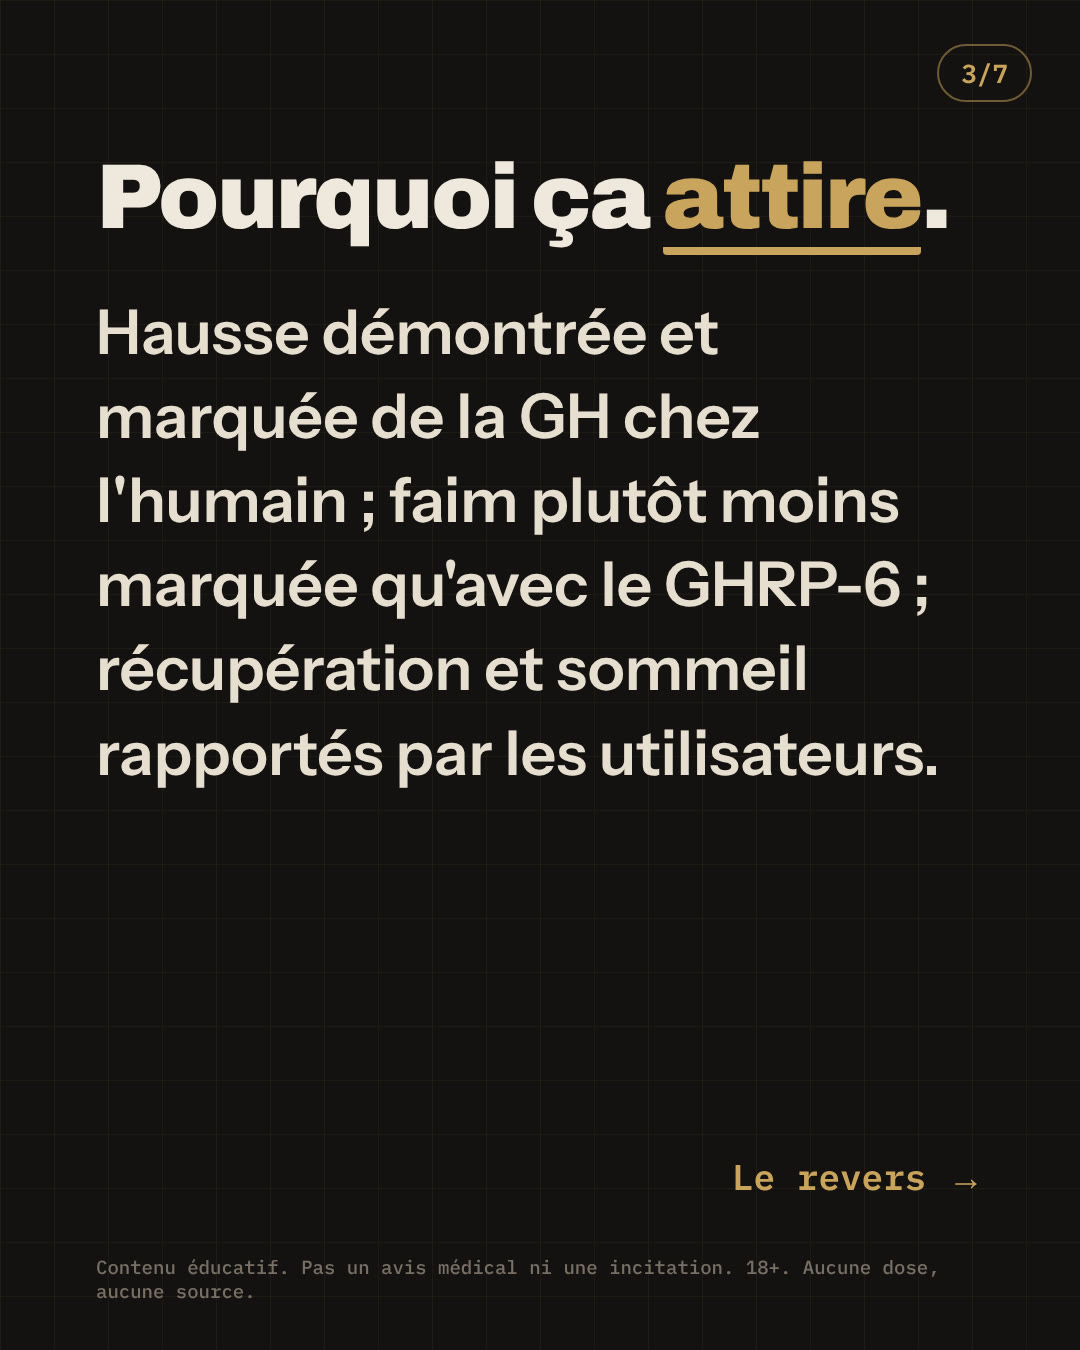 3/7
Pourquoi ça attire.
Hausse démontrée et
marquée de la GH chez
l'humain ; faim plutôt moins
marquée qu'avec le GHRP-6 ;
récupération et sommeil
rapportés par les utilisateurs.
Le revers →
Contenu éducatif. Pas un avis médical ni une incitation. 18+. Aucune dose,
aucune source.